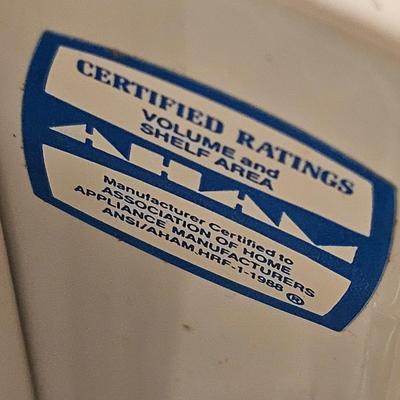 CERTIFIED RATINGS
VOLUME and
SHELF AREA
AHAM
Manufacturer Certified to
ASSOCIATION OF HOME
APPLIANCE MANUFACTURERS
ANSI/AHAM.HRF-1-1988
®